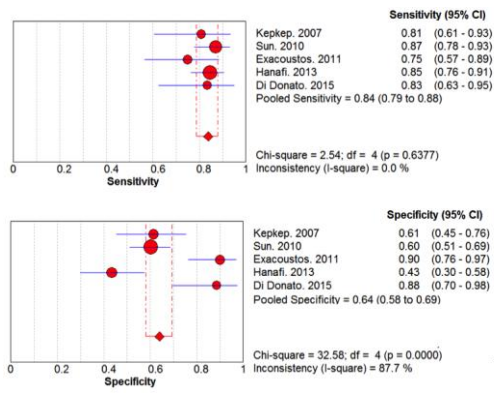 Sensitivity (95% CI)
Kepkep. 2007 0.81 (0.61 - 0.93)
Sun. 2010 0.87 (0.78 - 0.93)
Exacoustos. 2011 0.75 (0.57 - 0.89)
Hanafi. 2013 0.85 (0.76 - 0.91)
Di Donato. 2015 0.83 (0.63 - 0.95)
Pooled Sensitivity = 0.84 (0.79 to 0.88)
Chi-square = 2.54; df = 4 (p = 0.6377)
Inconsistency (I-square) = 0.0 %
0 0.2 0.4 0.6 0.8 1
Sensitivity
Specificity (95% CI)
Kepkep. 2007 0.61 (0.45 - 0.76)
Sun. 2010 0.60 (0.51 - 0.69)
Exacoustos. 2011 0.90 (0.76 - 0.97)
Hanafi. 2013 0.43 (0.30 - 0.58)
Di Donato. 2015 0.88 (0.70 - 0.98)
Pooled Specificity = 0.64 (0.58 to 0.69)
Chi-square = 32.58; df = 4 (p = 0.0000)
Inconsistency (I-square) = 87.7 %
0 0.2 0.4 0.6 0.8 1
Specificity